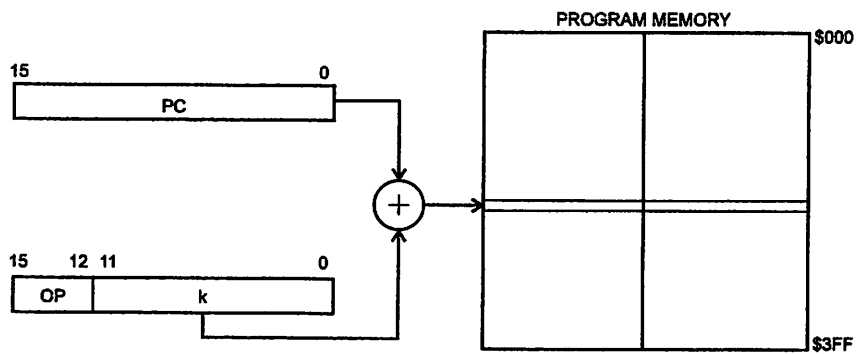 PROGRAM MEMORY
$000
15 0
PC
+
15 12 11 0
OP k
$3FF